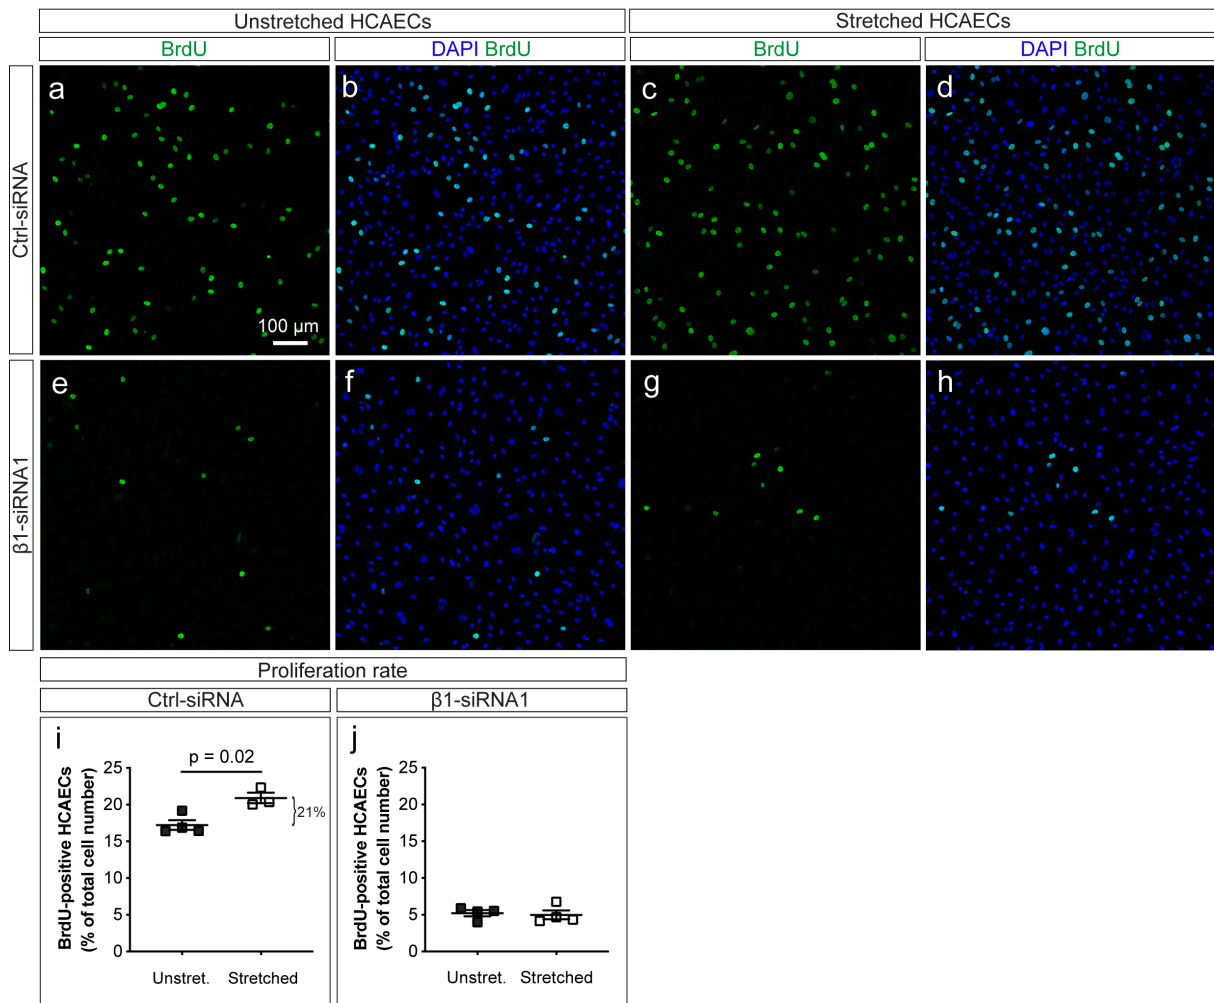 Unstretched HCAECs
Stretched HCAECs
BrdU
DAPI BrdU
BrdU
DAPI BrdU
Ctrl-siRNA
a
b
c
d
100 µm
β1-siRNA1
e
f
g
h
Proliferation rate
Ctrl-siRNA
β1-siRNA1
i
p = 0.02
BrdU-positive HCAECs
(% of total cell number)
25
20
15
10
5
0
21%
Unstret. Stretched
j
BrdU-positive HCAECs
(% of total cell number)
25
20
15
10
5
0
Unstret. Stretched